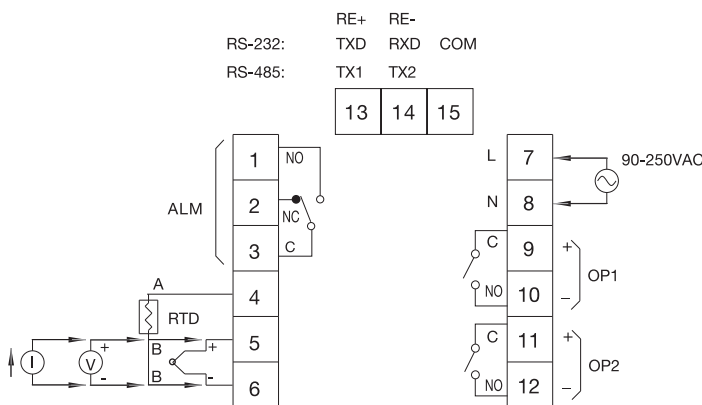 RE+ RE-
RS-232: TXD RXD COM
RS-485: TX1 TX2
13 14 15
1 NO
2 NC
3 C
ALM
4 A
RTD
5 B +
6 B -
I V + -
L 7
N 8
90-250VAC
C 9 +
NO 10 −
OP1
C 11 +
NO 12 −
OP2